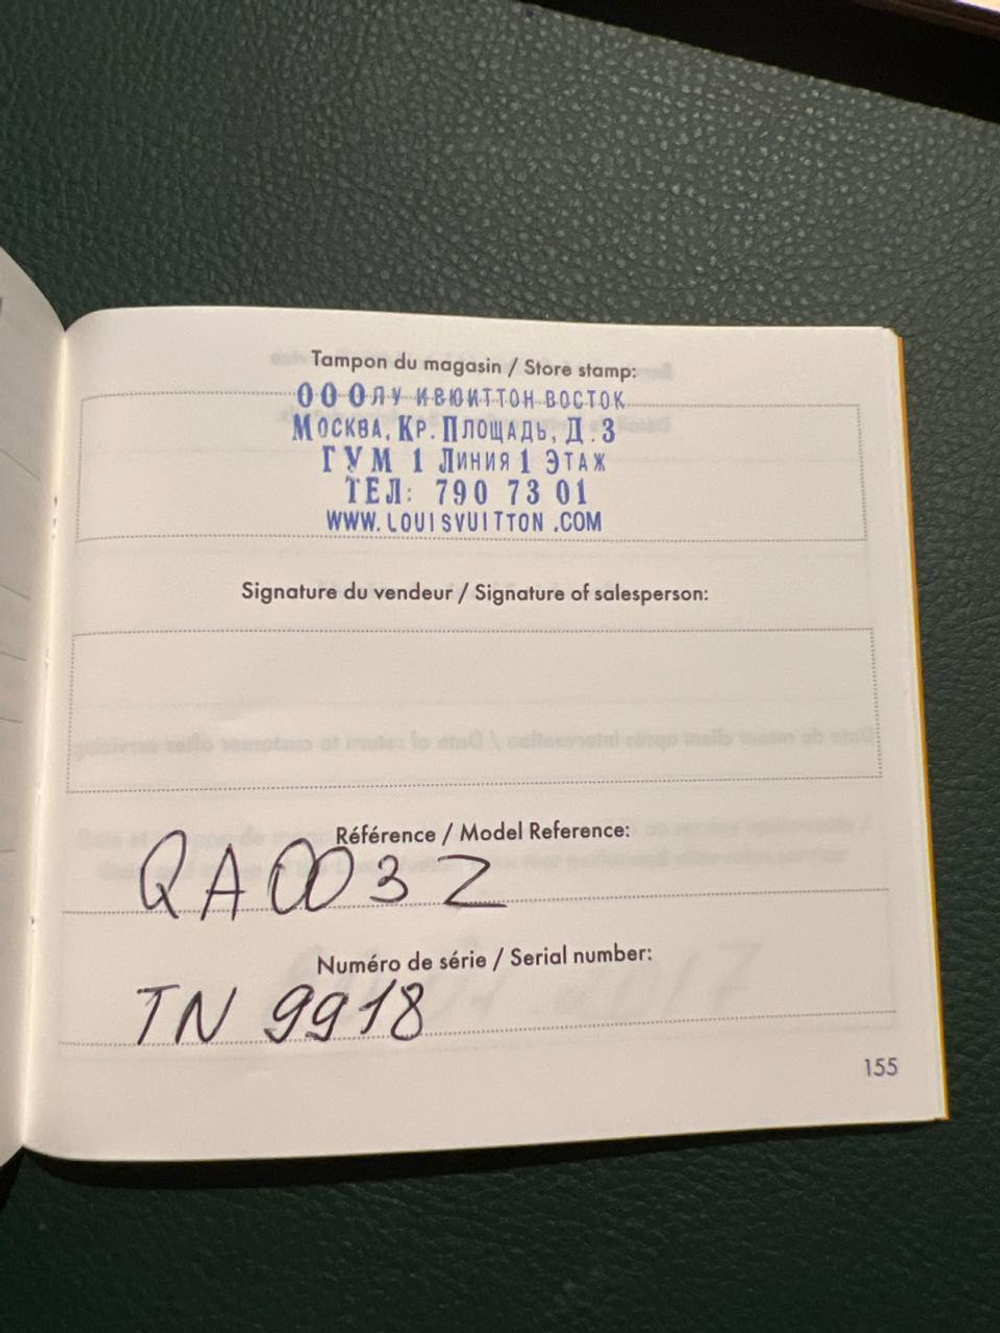 Tampon du magasin / Store stamp:
ООО ЛУИ ВЮИТТОН ВОСТОК
МОСКВА, КР. ПЛОЩАДЬ, Д.3
ГУМ 1 ЛИНИЯ 1 ЭТАЖ
ТЕЛ: 790 73 01
WWW.LOUISVUITTON.COM
Signature du vendeur / Signature of salesperson:
Référence / Model Reference:
QA003Z
Numéro de série / Serial number:
TN 9918
155